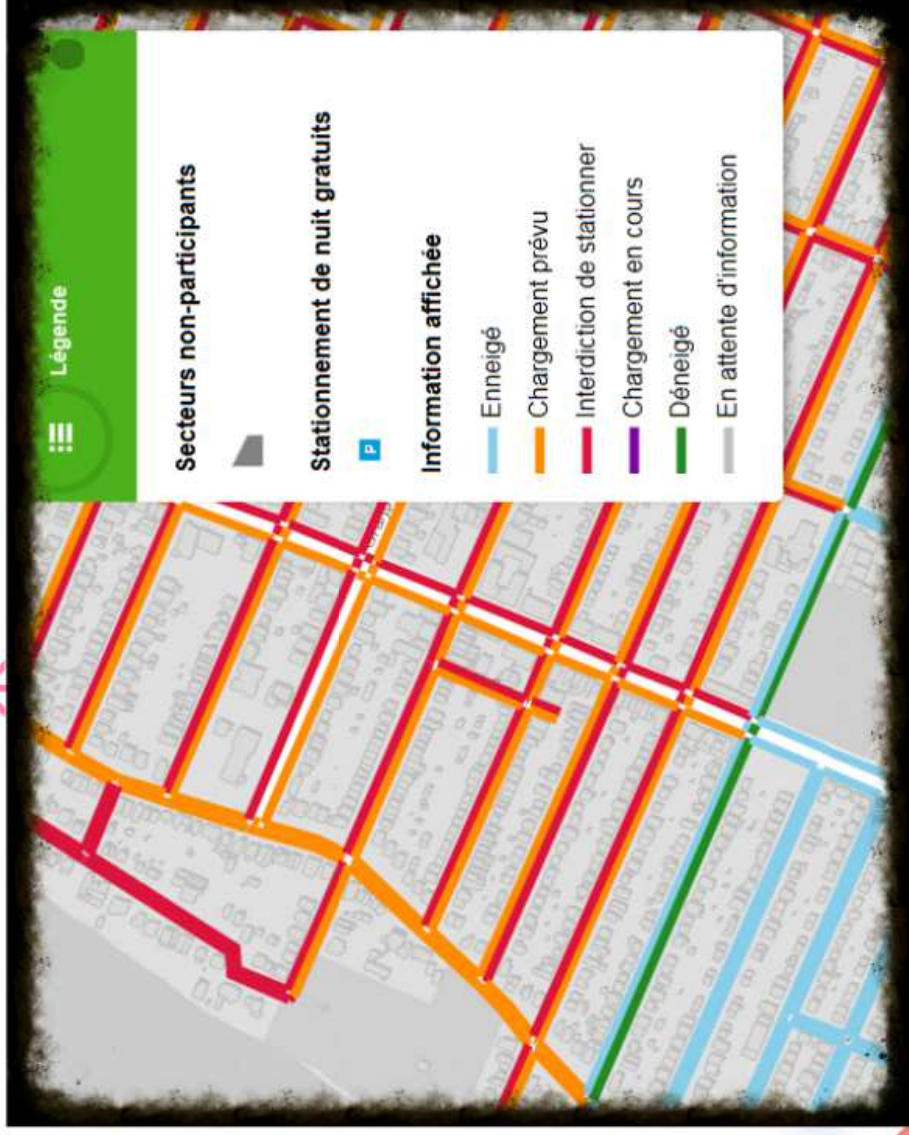 Légende
Secteurs non-participants
Stationnement de nuit gratuits
P
Information affichée
Enneigé
Chargement prévu
Interdiction de stationner
Chargement en cours
Déneigé
En attente d'information